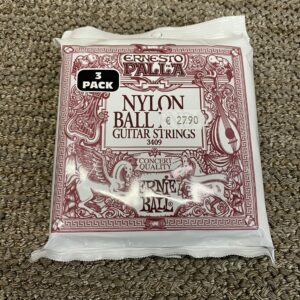 ERNESTO
PALLA
3
PACK
NYLON
BALL
€ 27.90
GUITAR STRINGS
3409
CONCERT
QUALITY
ERNIE
BALL